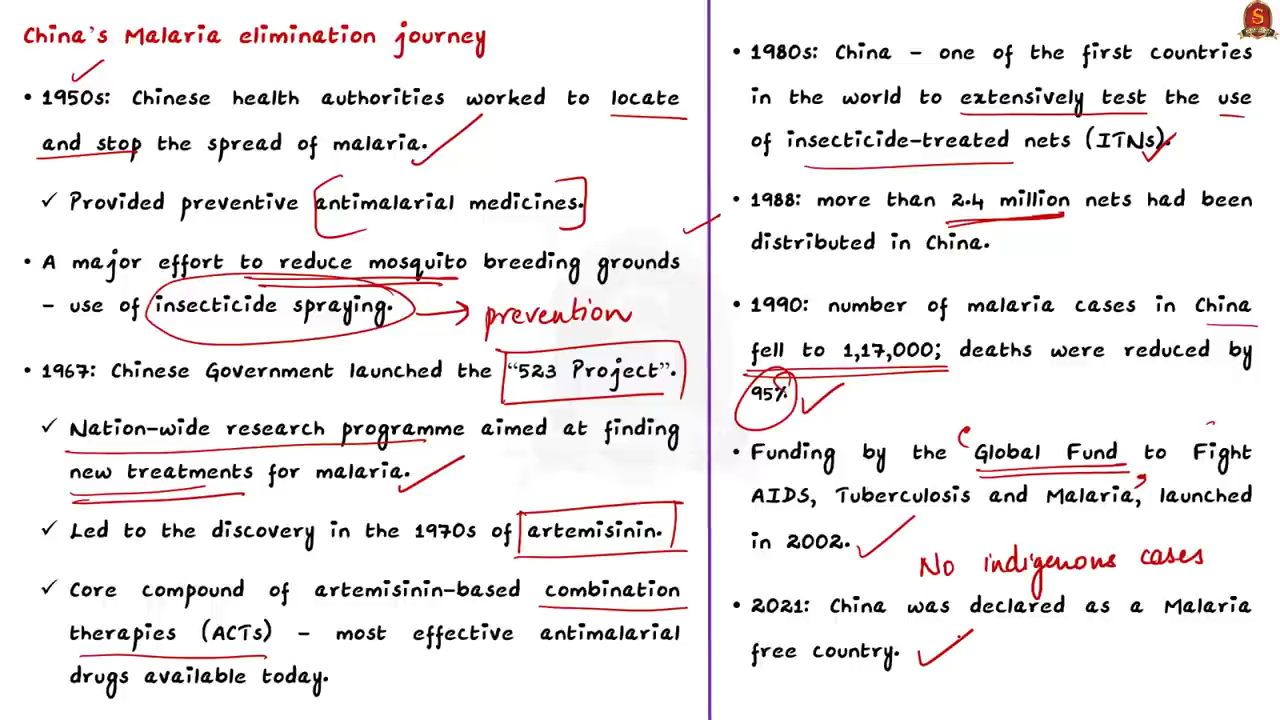 China's Malaria elimination journey
• 1950s: Chinese health authorities worked to locate
and stop the spread of malaria.
✓ Provided preventive antimalarial medicines.
• A major effort to reduce mosquito breeding grounds
– use of insecticide spraying.
prevention
• 1967: Chinese Government launched the "523 Project".
✓ Nation-wide research programme aimed at finding
new treatments for malaria.
✓ Led to the discovery in the 1970s of artemisinin.
✓ Core compound of artemisinin-based combination
therapies (ACTs) – most effective antimalarial
drugs available today.
• 1980s: China – one of the first countries
in the world to extensively test the use
of insecticide-treated nets (ITNs).
• 1988: more than 2.4 million nets had been
distributed in China.
• 1990: number of malaria cases in China
fell to 1,17,000; deaths were reduced by
95%.
• Funding by the Global Fund to Fight
AIDS, Tuberculosis and Malaria, launched
in 2002.
No indigenous cases
• 2021: China was declared as a Malaria
free country.